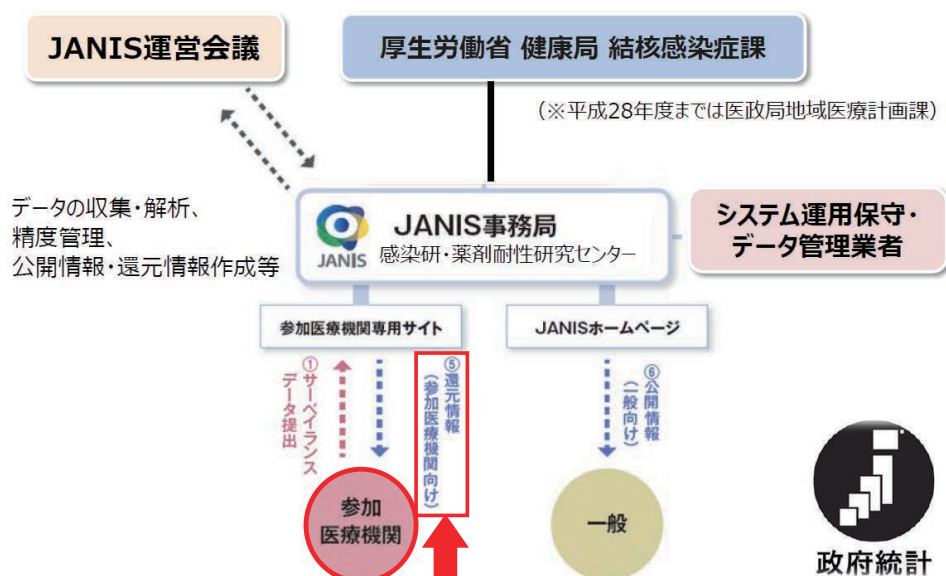 JANIS運営会議
厚生労働省 健康局 結核感染症課
(※平成28年度までは医政局地域医療計画課)
データの収集・解析、
精度管理、
公開情報・還元情報作成等
JANIS
JANIS事務局
感染研・薬剤耐性研究センター
システム運用保守・
データ管理業者
参加医療機関専用サイト
JANISホームページ
①サーベイランス
データ提出
⑤還元情報
(参加医療機関向け)
⑥公開情報
(一般向け)
参加
医療機関
一般
政府統計